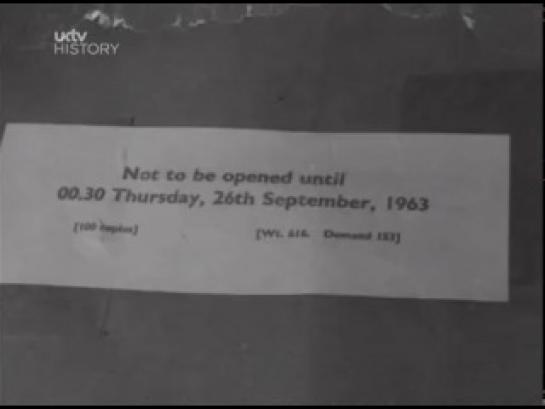 uktv
HISTORY
Not to be opened until
00.30 Thursday, 26th September, 1963
[100 copies]
[Wt. 616. Demand 153]